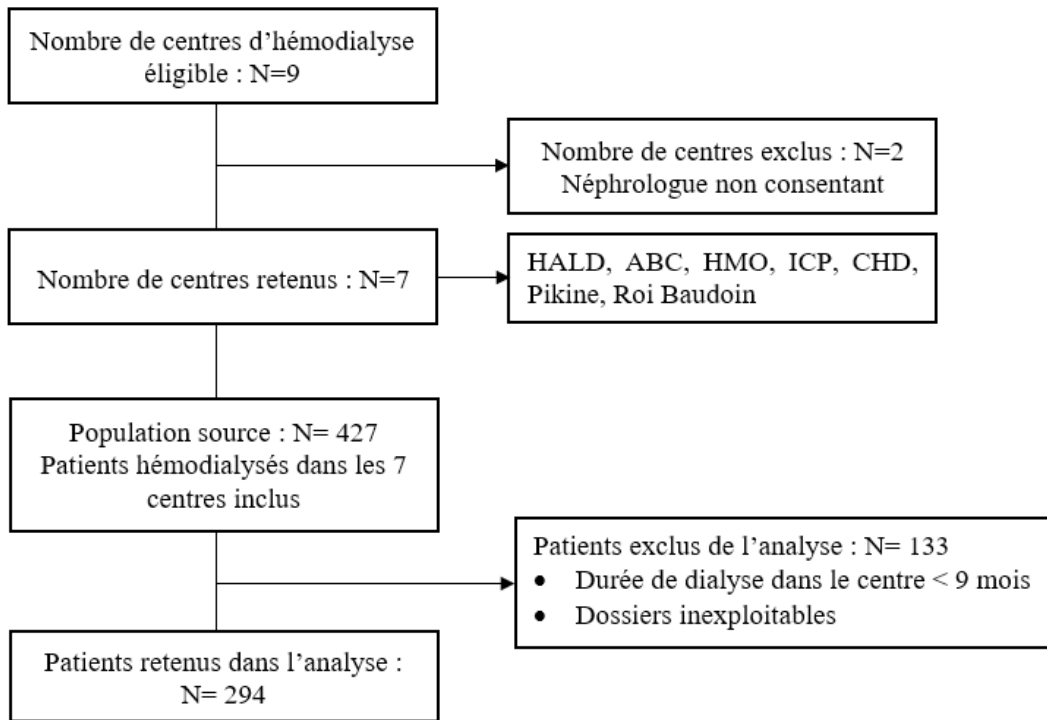 Nombre de centres d’hémodialyse
éligible : N=9
Nombre de centres exclus : N=2
Néphrologue non consentant
Nombre de centres retenus : N=7
HALD, ABC, HMO, ICP, CHD,
Pikine, Roi Baudoin
Population source : N= 427
Patients hémodialysés dans les 7
centres inclus
Patients exclus de l’analyse : N= 133
• Durée de dialyse dans le centre < 9 mois
• Dossiers inexploitables
Patients retenus dans l’analyse :
N= 294